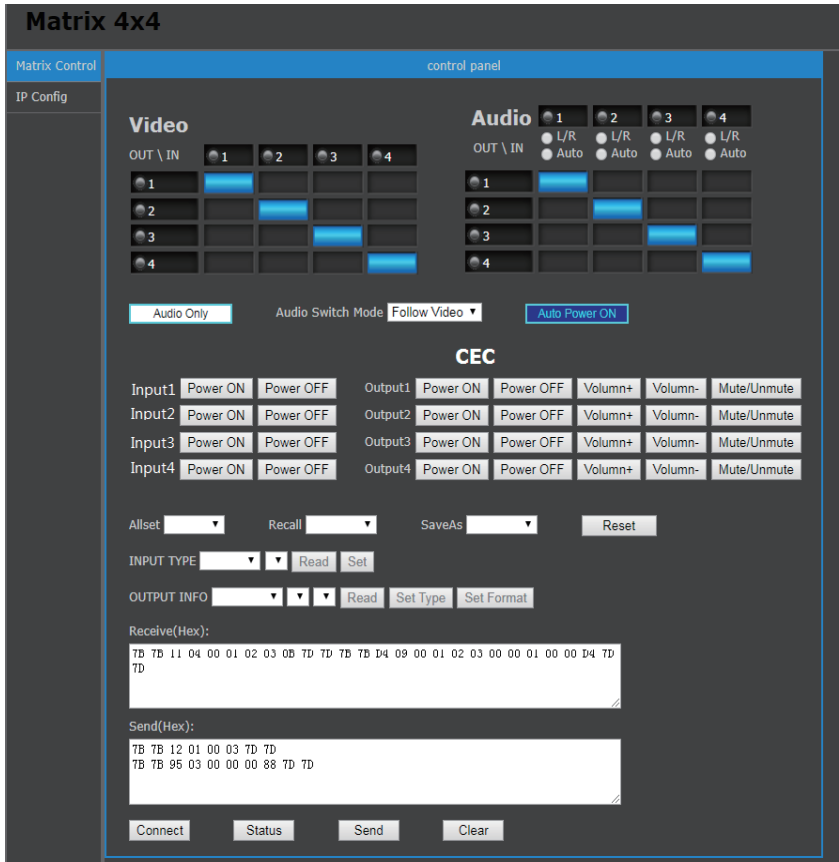 Matrix 4x4
Matrix Control
IP Config
control panel
Video
OUT \ IN 1 2 3 4
1
2
3
4
Audio 1 2 3 4
L/R L/R L/R L/R
OUT \ IN Auto Auto Auto Auto
1
2
3
4
Audio Only Audio Switch Mode Follow Video Auto Power ON
CEC
Input1 Power ON Power OFF Output1 Power ON Power OFF Volumn+ Volumn- Mute/Unmute
Input2 Power ON Power OFF Output2 Power ON Power OFF Volumn+ Volumn- Mute/Unmute
Input3 Power ON Power OFF Output3 Power ON Power OFF Volumn+ Volumn- Mute/Unmute
Input4 Power ON Power OFF Output4 Power ON Power OFF Volumn+ Volumn- Mute/Unmute
Allset Recall SaveAs Reset
INPUT TYPE Read Set
OUTPUT INFO Read Set Type Set Format
Receive(Hex):
7B 7B 11 04 00 01 02 03 0B 7D 7D 7B 7B D4 09 00 01 02 03 00 00 01 00 00 D4 7D
7D
Send(Hex):
7B 7B 12 01 00 03 7D 7D
7B 7B 95 03 00 00 00 88 7D 7D
Connect Status Send Clear